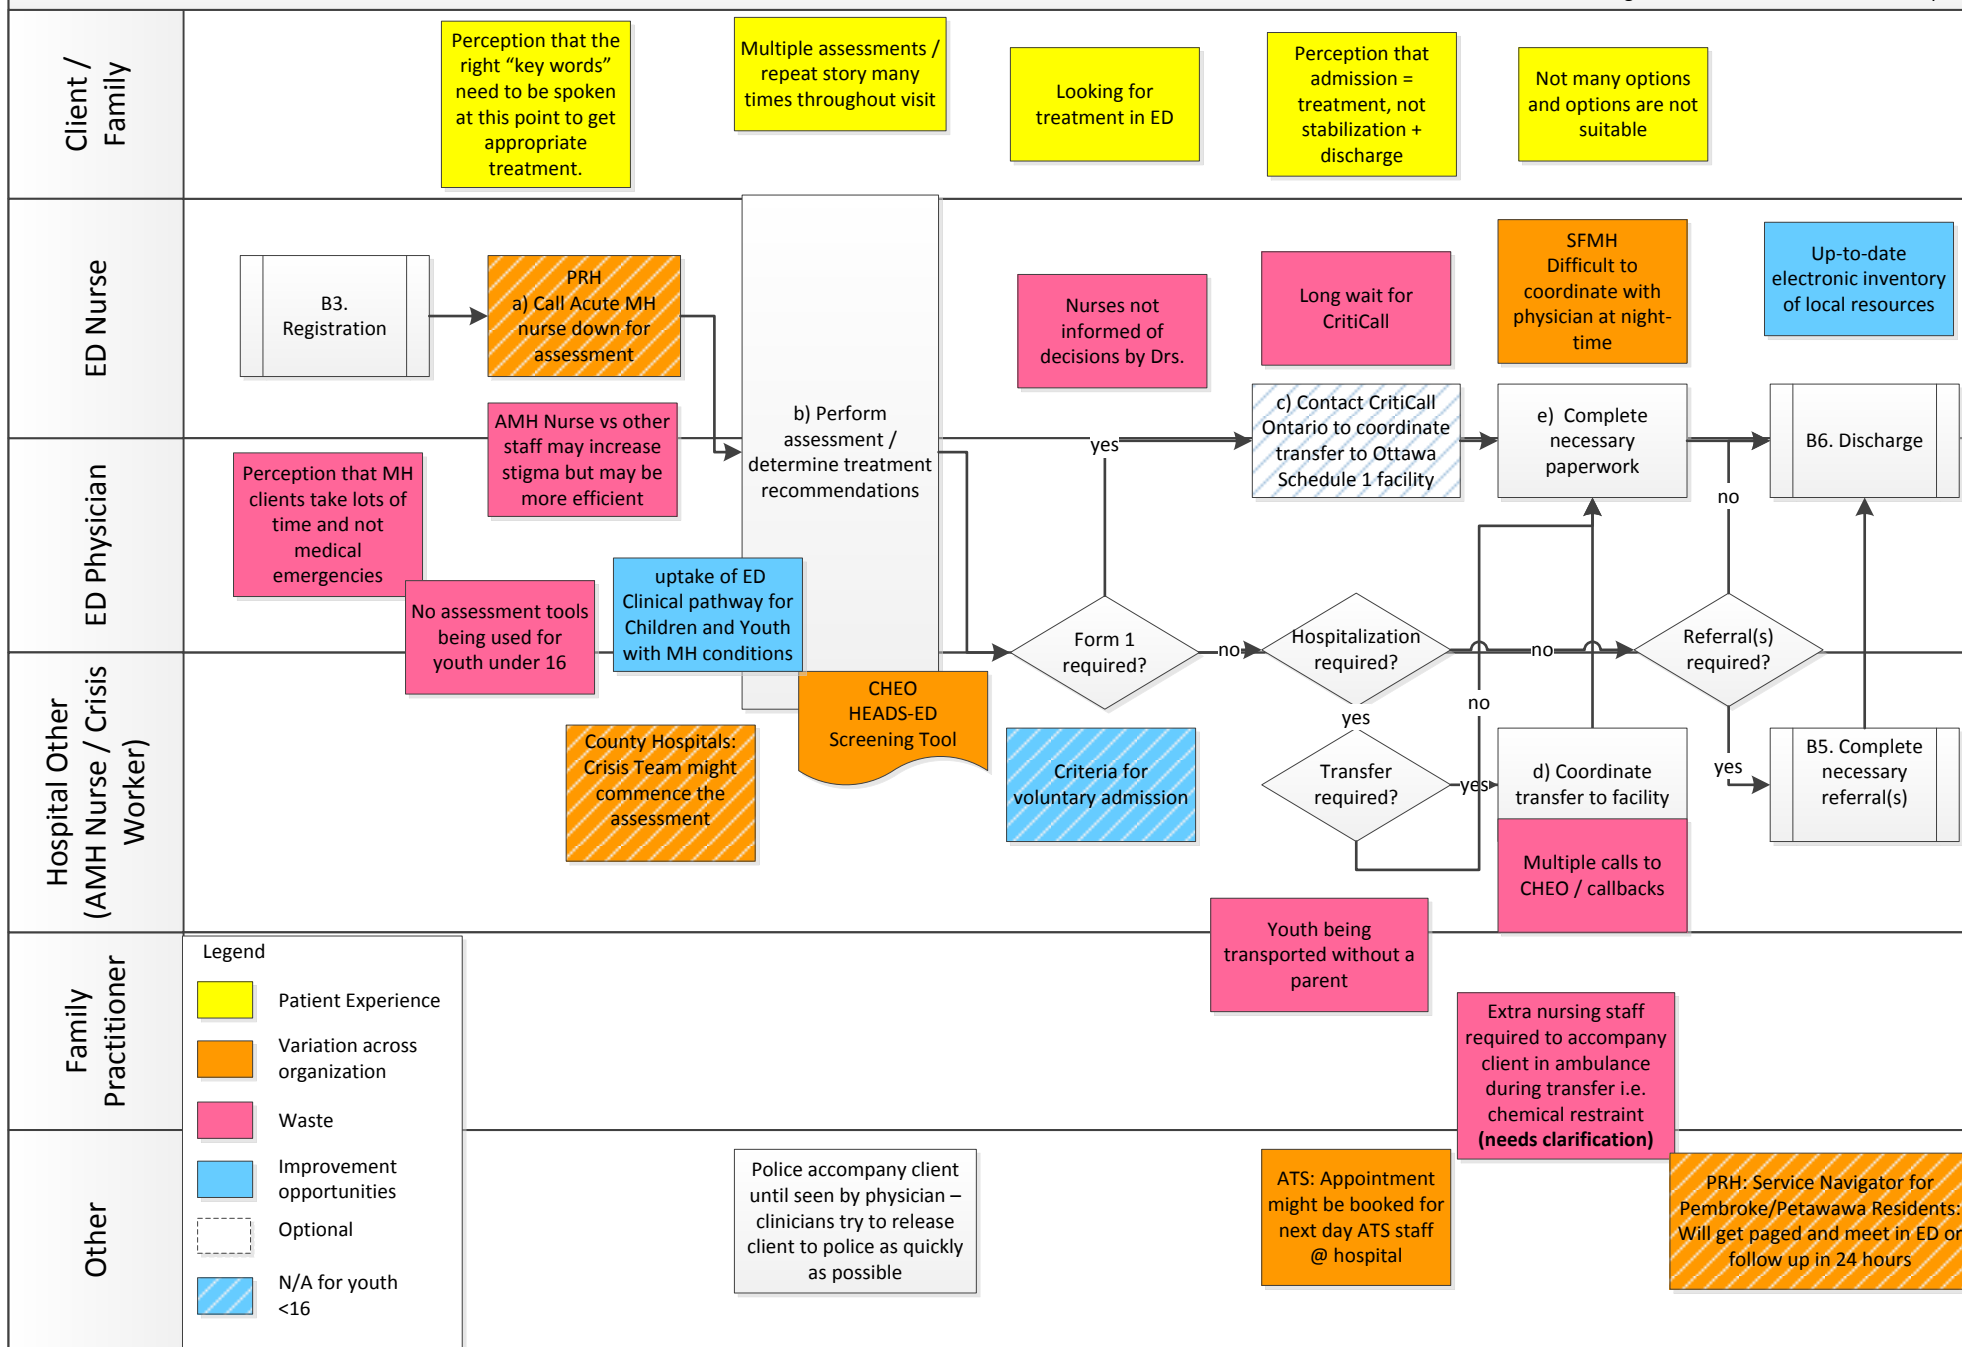 Client /
Family
Perception that the
right “key words”
need to be spoken
at this point to get
appropriate
treatment.
Multiple assessments /
repeat story many
times throughout visit
Looking for
treatment in ED
Perception that
admission =
treatment, not
stabilization +
discharge
Not many options
and options are not
suitable
ED Nurse
B3.
Registration
PRH
a) Call Acute MH
nurse down for
assessment
Nurses not
informed of
decisions by Drs.
Long wait for
CritiCall
SFMH
Difficult to
coordinate with
physician at night-
time
Up-to-date
electronic inventory
of local resources
AMH Nurse vs other
staff may increase
stigma but may be
more efficient
b) Perform
assessment /
determine treatment
recommendations
yes
c) Contact CritiCall
Ontario to coordinate
transfer to Ottawa
Schedule 1 facility
e) Complete
necessary
paperwork
no
B6. Discharge
ED Physician
Perception that MH
clients take lots of
time and not
medical
emergencies
No assessment tools
being used for
youth under 16
uptake of ED
Clinical pathway for
Children and Youth
with MH conditions
Form 1
required?
no
Hospitalization
required?
no
Referral(s)
required?
Hospital Other
(AMH Nurse / Crisis
Worker)
County Hospitals:
Crisis Team might
commence the
assessment
CHEO
HEADS-ED
Screening Tool
Criteria for
voluntary admission
yes
Transfer
required?
no
yes
d) Coordinate
transfer to facility
Multiple calls to
CHEO / callbacks
yes
B5. Complete
necessary
referral(s)
Family
Practitioner
Youth being
transported without a
parent
Extra nursing staff
required to accompany
client in ambulance
during transfer i.e.
chemical restraint
(needs clarification)
Legend
Patient Experience
Variation across
organization
Waste
Improvement
opportunities
Optional
N/A for youth
<16
Other
Police accompany client
until seen by physician –
clinicians try to release
client to police as quickly
as possible
ATS: Appointment
might be booked for
next day ATS staff
@ hospital
PRH: Service Navigator for
Pembroke/Petawawa Residents:
Will get paged and meet in ED or
follow up in 24 hours